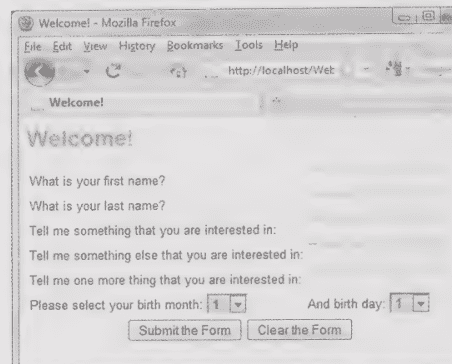 Welcome! - Mozilla Firefox
File Edit View History Bookmarks Tools Help
http://localhost/Web
Welcome!
Welcome!
What is your first name?
What is your last name?
Tell me something that you are interested in:
Tell me something else that you are interested in:
Tell me one more thing that you are interested in:
Please select your birth month: 1 And birth day: 1
Submit the Form Clear the Form